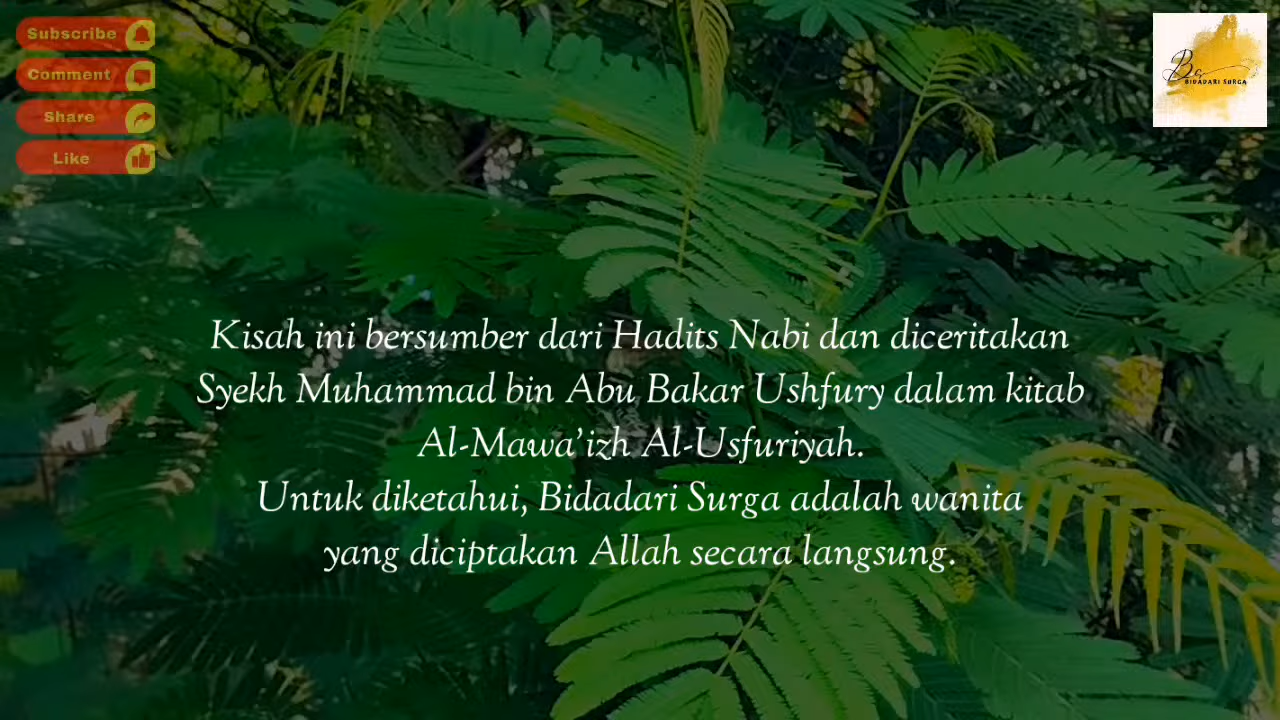 Subscribe
Comment
Share
Like
Bs
BIDADARI SURGA
Kisah ini bersumber dari Hadits Nabi dan diceritakan
Syekh Muhammad bin Abu Bakar Ushfury dalam kitab
Al-Mawa'izh Al-Usfuriyah.
Untuk diketahui, Bidadari Surga adalah wanita
yang diciptakan Allah secara langsung.